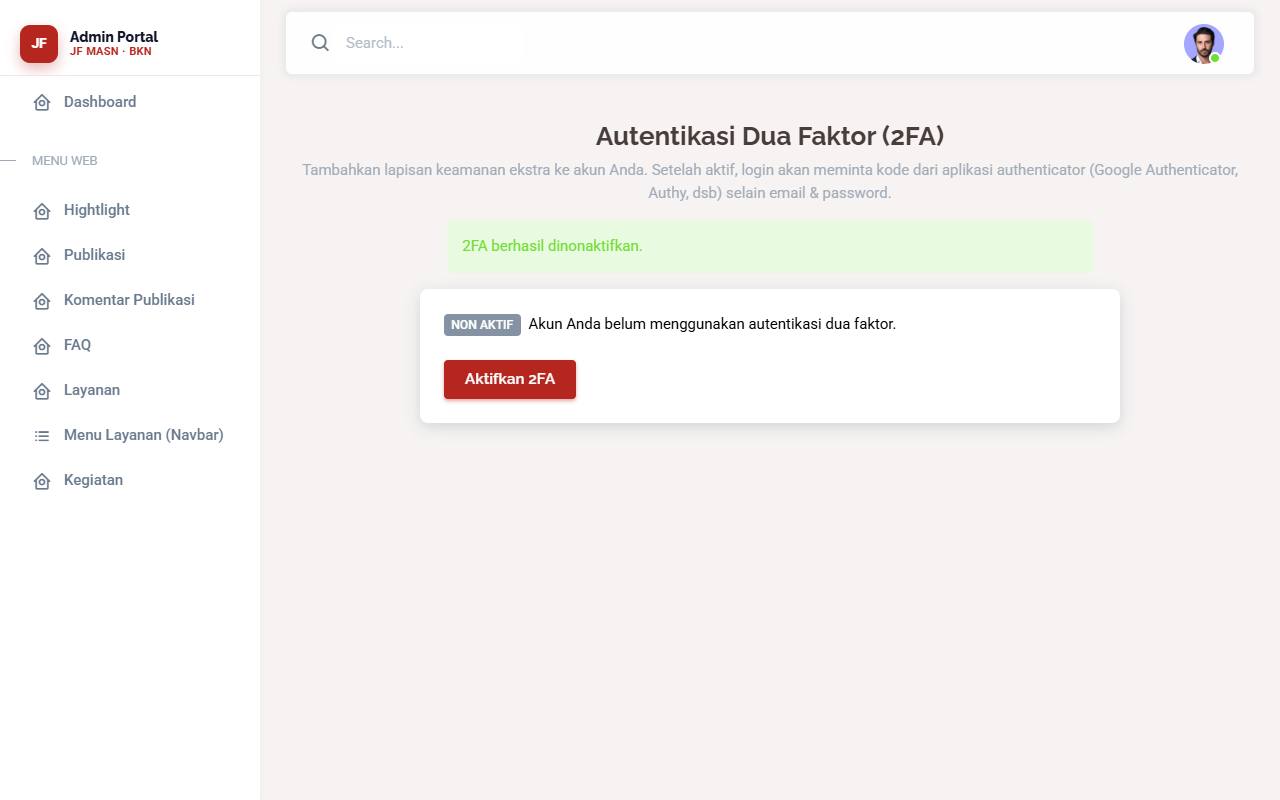 JF
Admin Portal
JF MASN · BKN
Search...
Dashboard
MENU WEB
Hightlight
Publikasi
Komentar Publikasi
FAQ
Layanan
Menu Layanan (Navbar)
Kegiatan
Autentikasi Dua Faktor (2FA)
Tambahkan lapisan keamanan ekstra ke akun Anda. Setelah aktif, login akan meminta kode dari aplikasi authenticator (Google Authenticator,
Authy, dsb) selain email & password.
2FA berhasil dinonaktifkan.
NON AKTIF Akun Anda belum menggunakan autentikasi dua faktor.
Aktifkan 2FA